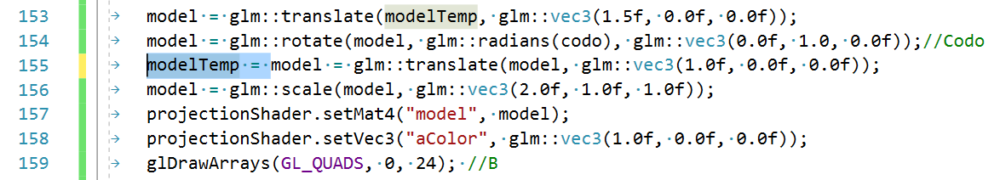 153 model = glm::translate(modelTemp, glm::vec3(1.5f, 0.0f, 0.0f));
154 model = glm::rotate(model, glm::radians(codo), glm::vec3(0.0f, 1.0, 0.0f));//Codo
155 modelTemp = model = glm::translate(model, glm::vec3(1.0f, 0.0f, 0.0f));
156 model = glm::scale(model, glm::vec3(2.0f, 1.0f, 1.0f));
157 projectionShader.setMat4("model", model);
158 projectionShader.setVec3("aColor", glm::vec3(1.0f, 0.0f, 0.0f));
159 glDrawArrays(GL_QUADS, 0, 24); //B